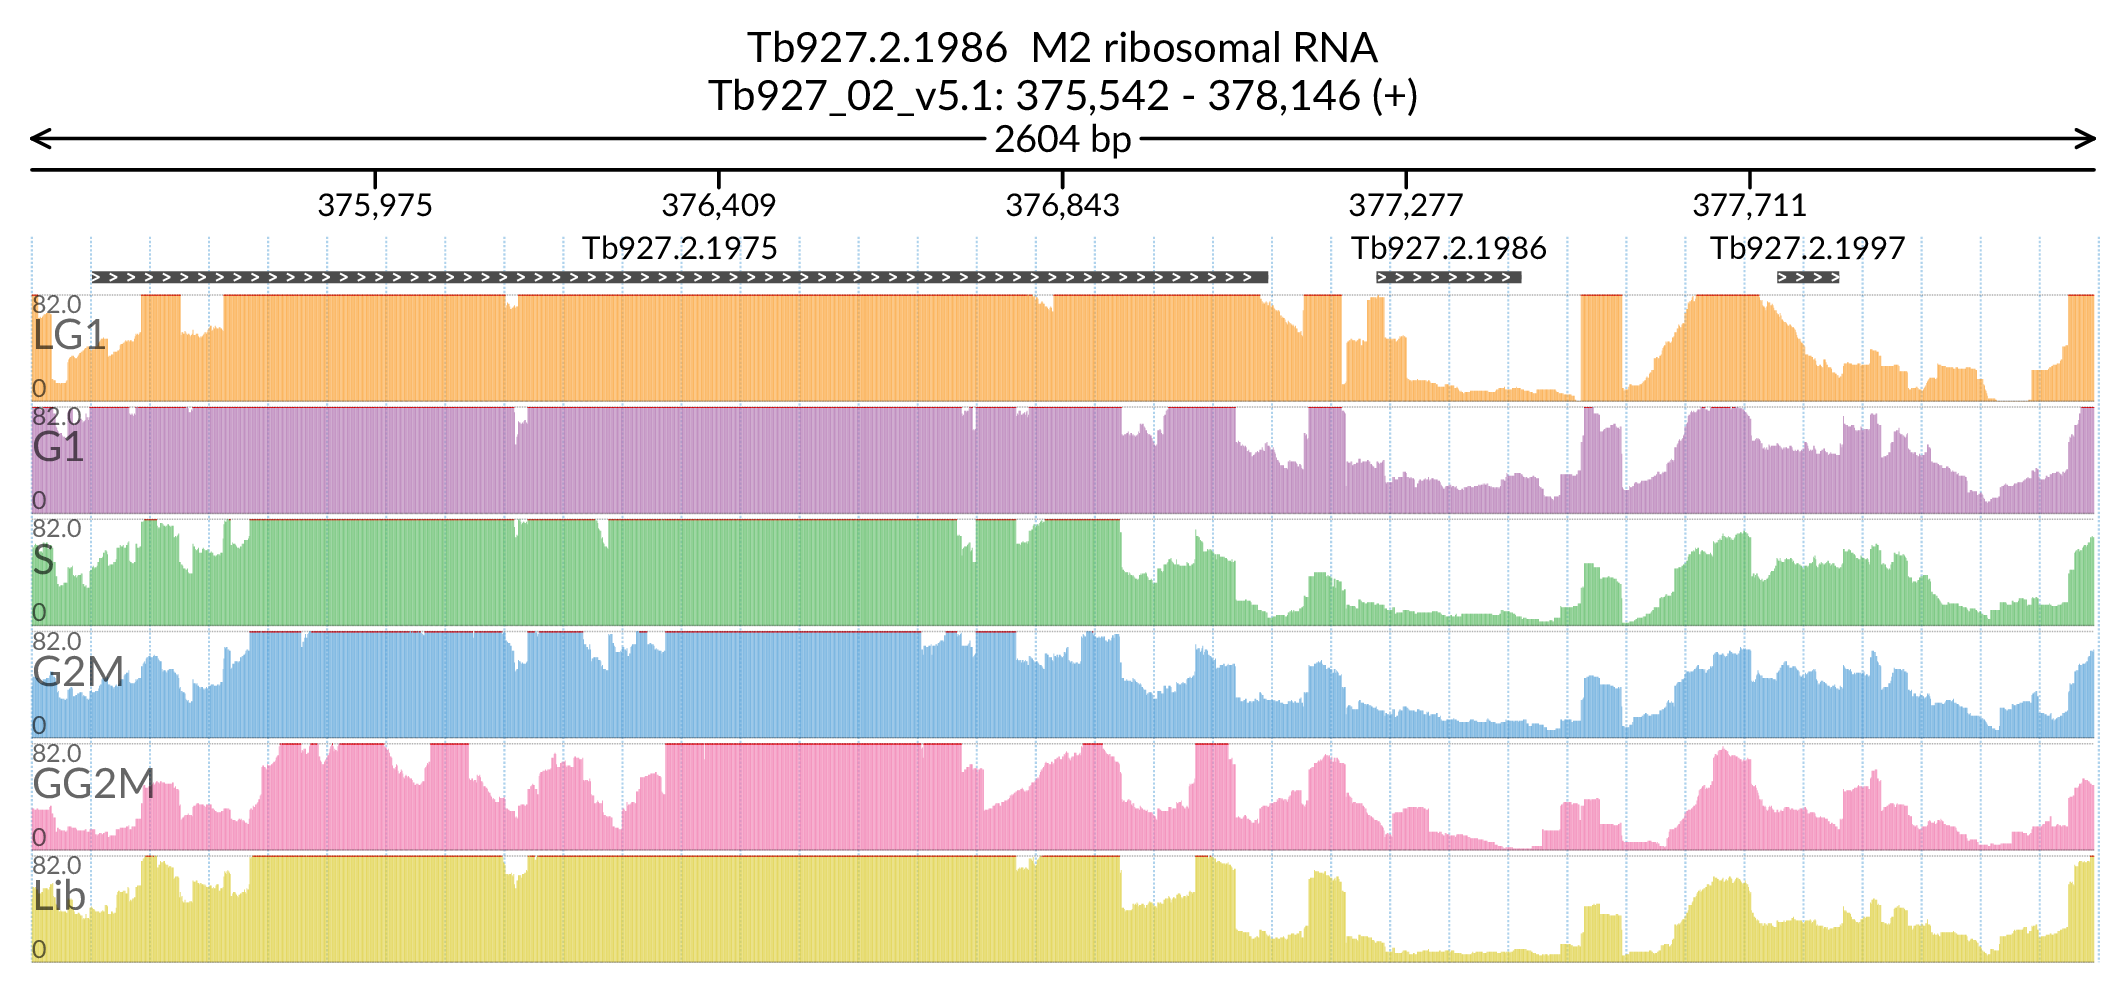 Tb927.2.1986 M2 ribosomal RNA
Tb927_02_v5.1: 375,542 - 378,146 (+)
2604 bp
375,975 376,409 376,843 377,277 377,711
Tb927.2.1975 Tb927.2.1986 Tb927.2.1997
82.0
LG1
0
82.0
G1
0
82.0
S
0
82.0
G2M
0
82.0
GG2M
0
82.0
Lib
0